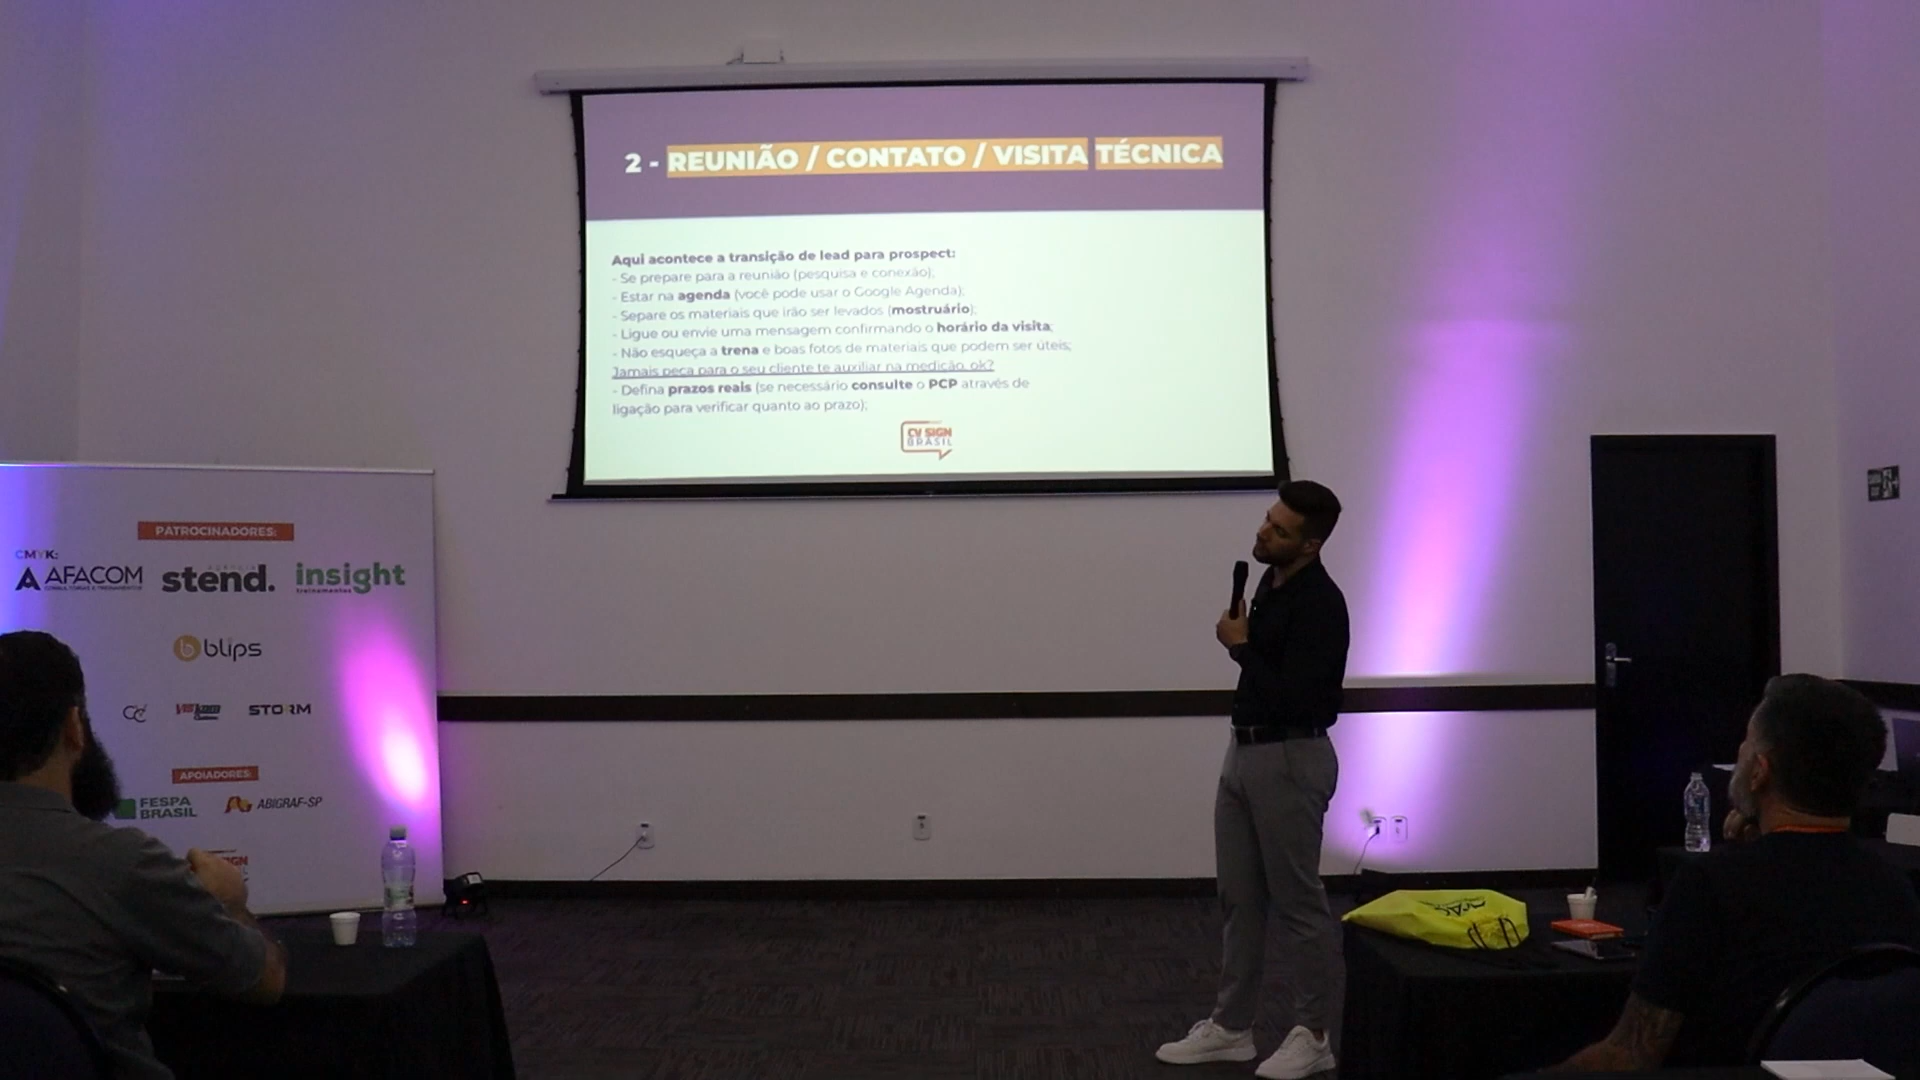 2 - REUNIÃO / CONTATO / VISITA TÉCNICA
Aqui acontece a transição de lead para prospect:
- Se prepare para a reunião (pesquisa e conexão);
- Estar na agenda (você pode usar o Google Agenda);
- Separe os materiais que irão ser levados (mostruário);
- Ligue ou envie uma mensagem confirmando o horário da visita;
- Não esqueça a trena e boas fotos de materiais que podem ser úteis;
Jamais peça para o seu cliente te auxiliar na medição, ok?
- Defina prazos reais (se necessário consulte o PCP através de
ligação para verificar quanto ao prazo);
CV SIGN
BRASIL
PATROCINADORES:
CMYK:
AFACOM
stend.
insight
treinamentos
blips
STORM
APOIADORES:
FESPA
BRASIL
ABIGRAF-SP